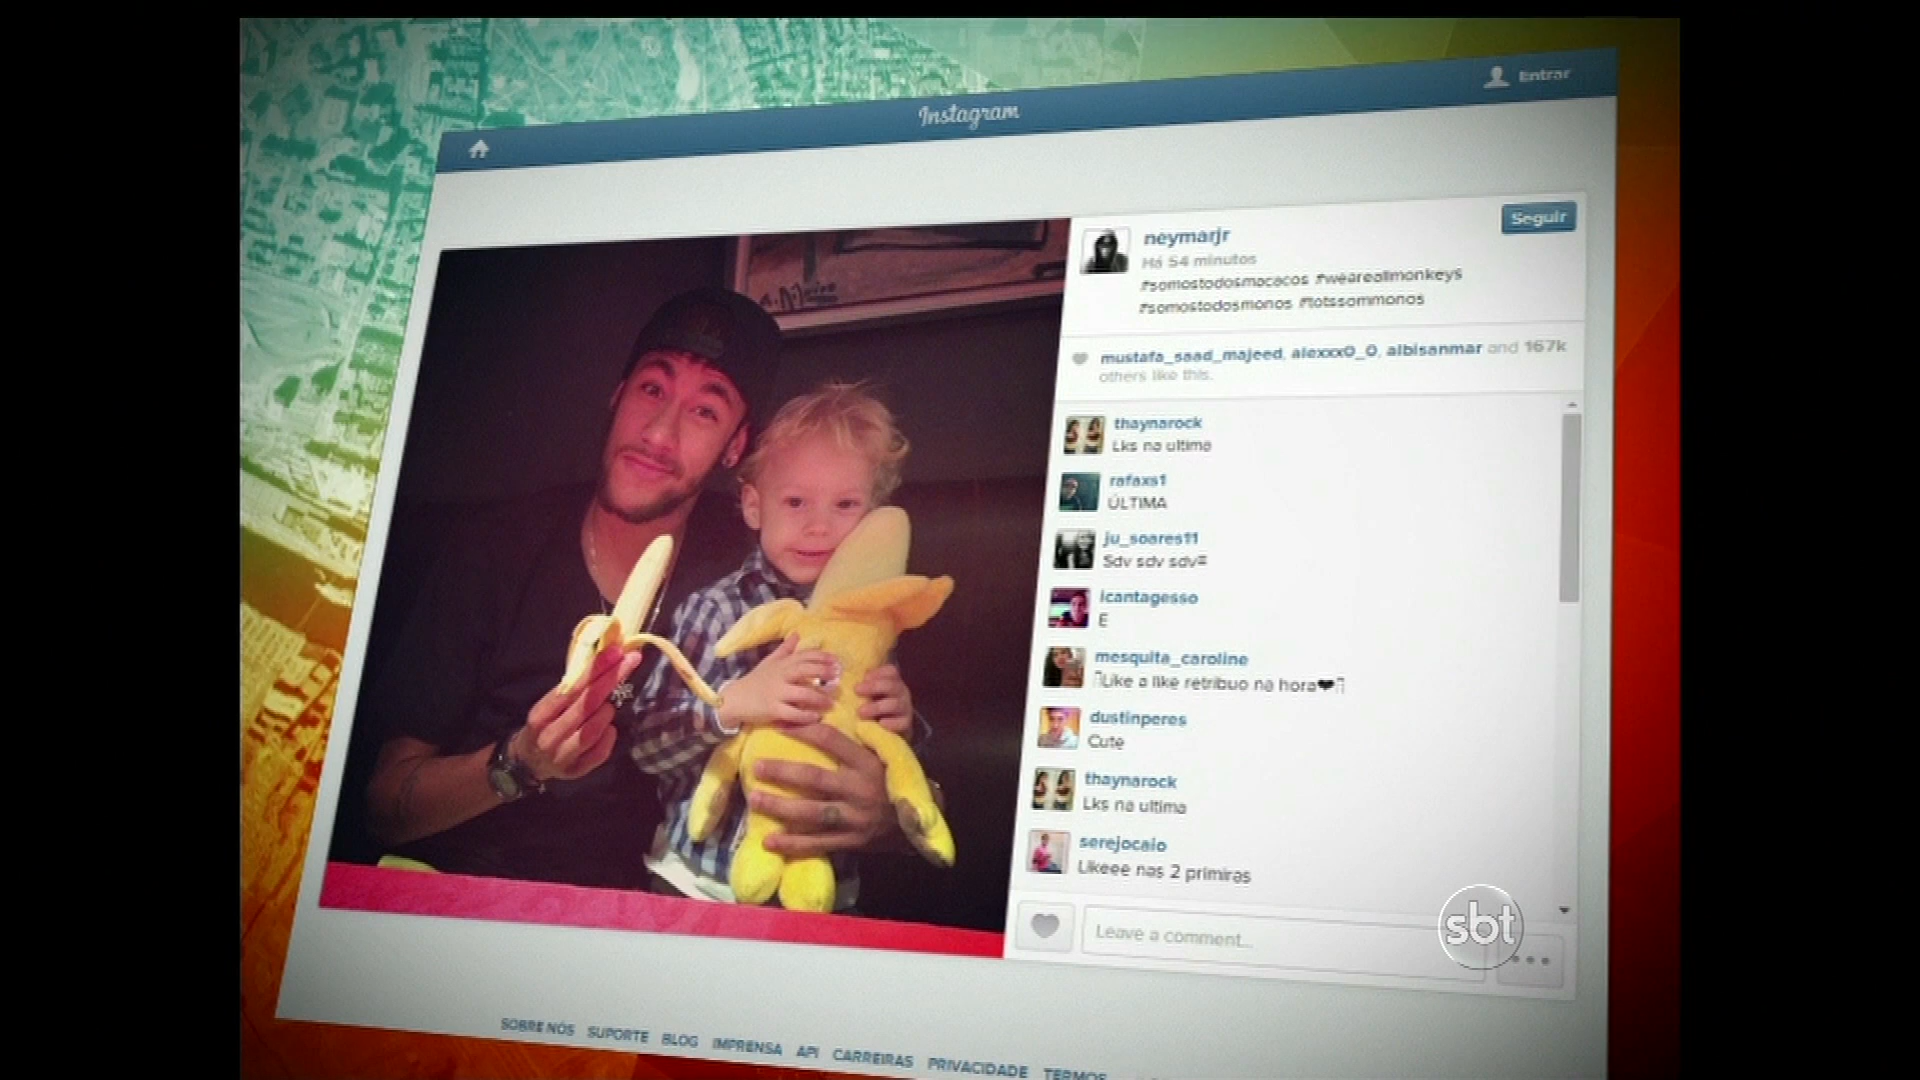 Instagram
Entrar
neymarjr
Seguir
Há 54 minutos
#somostodosmacacos #weareallmonkeys
#somostodosmonos #totssommonos
mustafa_saad_majeed, alexxx0_0, albisanmar and 167k
others like this.
thaynarock
Lks na ultima
rafaxs1
ÚLTIMA
ju_soares11
Sdv sdv sdv=
icantagesso
E
mesquita_caroline
Like a like retribuo na hora❤
dustinperes
Cute
thaynarock
Lks na ultima
serejocaio
Likeee nas 2 primiras
Leave a comment...
sbt
SOBRE NÓS SUPORTE BLOG IMPRENSA API CARREIRAS PRIVACIDADE TERMOS